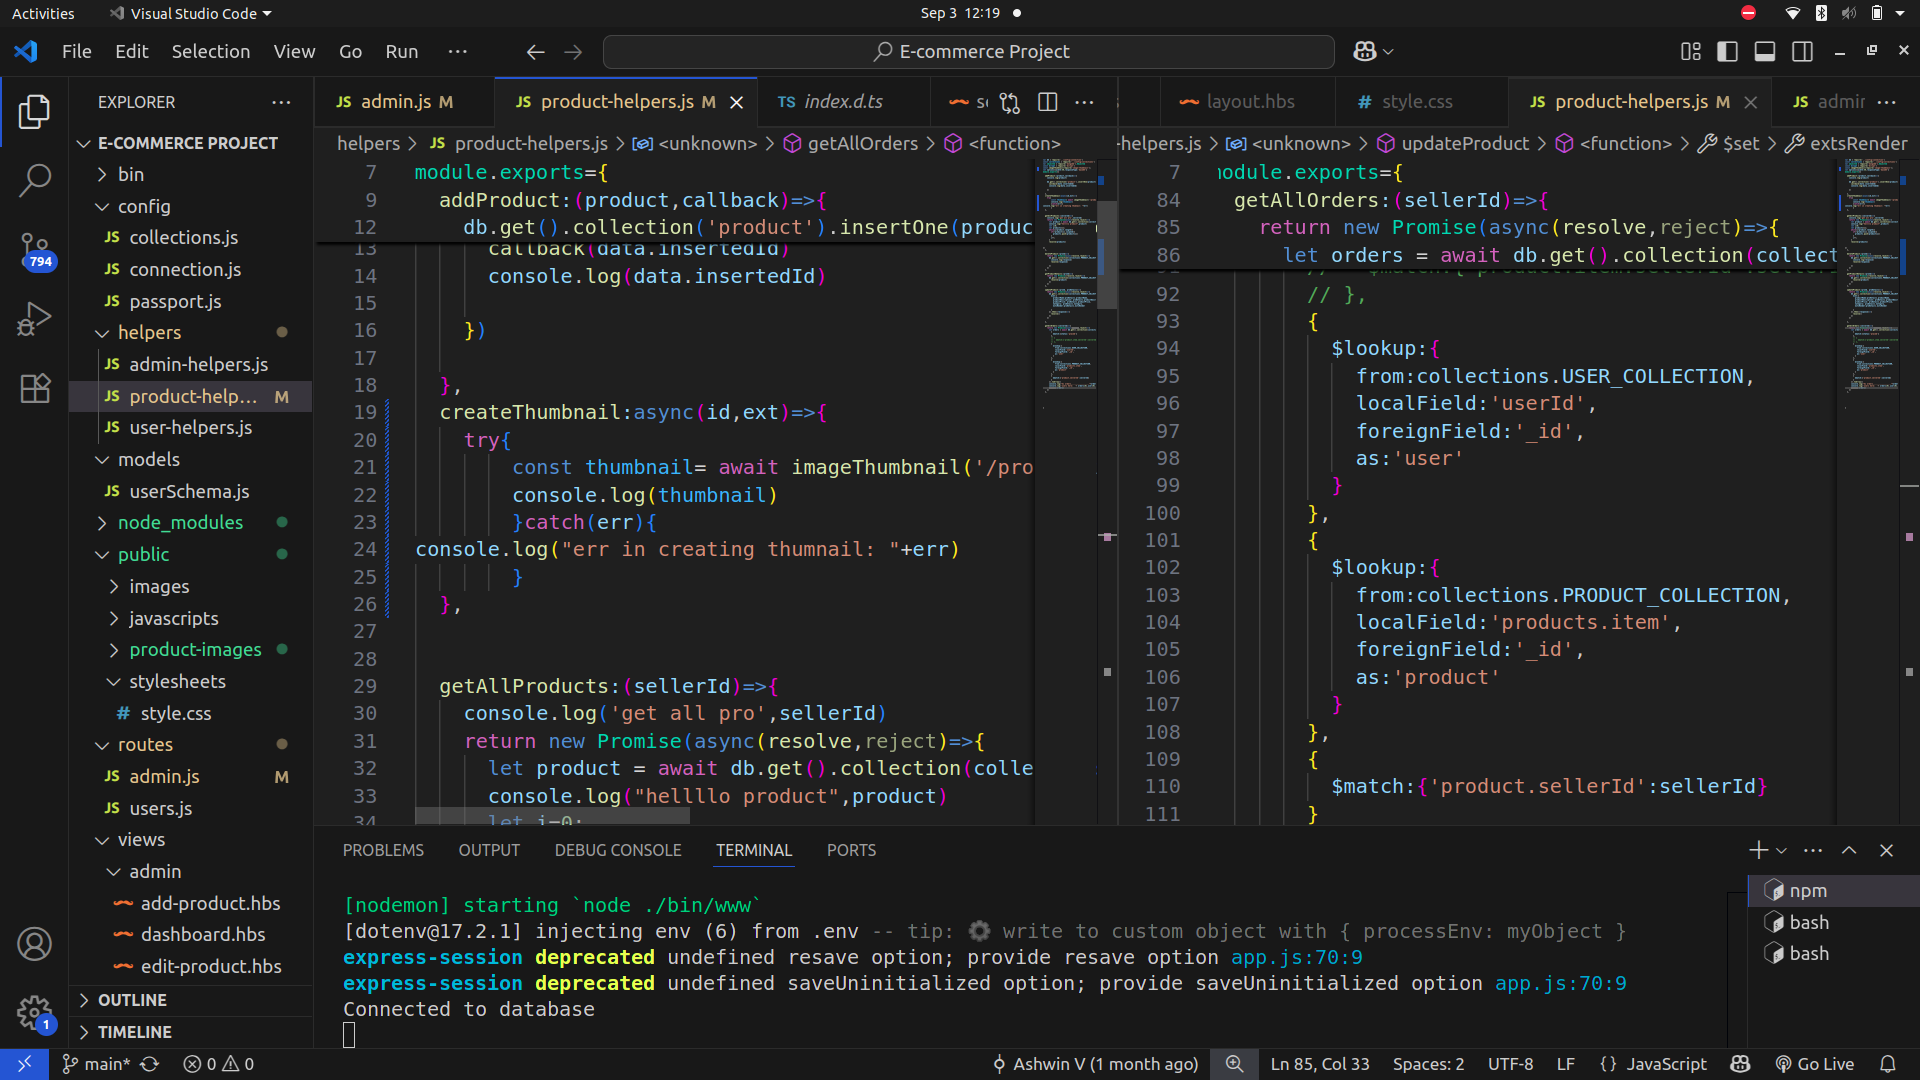 Activities
Visual Studio Code
Sep 3 12:19
File Edit Selection View Go Run ···
E-commerce Project
EXPLORER
E-COMMERCE PROJECT
bin
config
JS collections.js
JS connection.js
JS passport.js
helpers
JS admin-helpers.js
JS product-help... M
JS user-helpers.js
models
JS userSchema.js
node_modules
public
images
javascripts
product-images
stylesheets
# style.css
routes
JS admin.js M
JS users.js
views
admin
add-product.hbs
dashboard.hbs
edit-product.hbs
OUTLINE
TIMELINE
794
1
JS admin.js M
JS product-helpers.js M
TS index.d.ts
helpers > JS product-helpers.js > <unknown> > getAllOrders > <function>
7 module.exports={
9 addProduct:(product,callback)=>{
12 db.get().collection('product').insertOne(produc
13 callback(data.insertedId)
14 console.log(data.insertedId)
15
16 })
17
18 },
19 createThumbnail:async(id,ext)=>{
20 try{
21 const thumbnail= await imageThumbnail('/pro
22 console.log(thumbnail)
23 }catch(err){
24 console.log("err in creating thumnail: "+err)
25 }
26 },
27
28
29 getAllProducts:(sellerId)=>{
30 console.log('get all pro',sellerId)
31 return new Promise(async(resolve,reject)=>{
32 let product = await db.get().collection(colle
33 console.log("hellllo product",product)
34 let i=0;
layout.hbs
# style.css
JS product-helpers.js M
JS admin
-helpers.js > <unknown> > updateProduct > <function> > $set > extsRender
7 module.exports={
84 getAllOrders:(sellerId)=>{
85 return new Promise(async(resolve,reject)=>{
86 let orders = await db.get().collection(collect
92 // },
93 {
94 $lookup:{
95 from:collections.USER_COLLECTION,
96 localField:'userId',
97 foreignField:'_id',
98 as:'user'
99 }
100 },
101 {
102 $lookup:{
103 from:collections.PRODUCT_COLLECTION,
104 localField:'products.item',
105 foreignField:'_id',
106 as:'product'
107 }
108 },
109 {
110 $match:{'product.sellerId':sellerId}
111 }
PROBLEMS OUTPUT DEBUG CONSOLE TERMINAL PORTS
[nodemon] starting `node ./bin/www`
[dotenv@17.2.1] injecting env (6) from .env -- tip: ⚙️ write to custom object with { processEnv: myObject }
express-session deprecated undefined resave option; provide resave option app.js:70:9
express-session deprecated undefined saveUninitialized option; provide saveUninitialized option app.js:70:9
Connected to database
npm
bash
bash
main* 0 0
Ashwin V (1 month ago)
Ln 85, Col 33
Spaces: 2
UTF-8
LF
{} JavaScript
Go Live